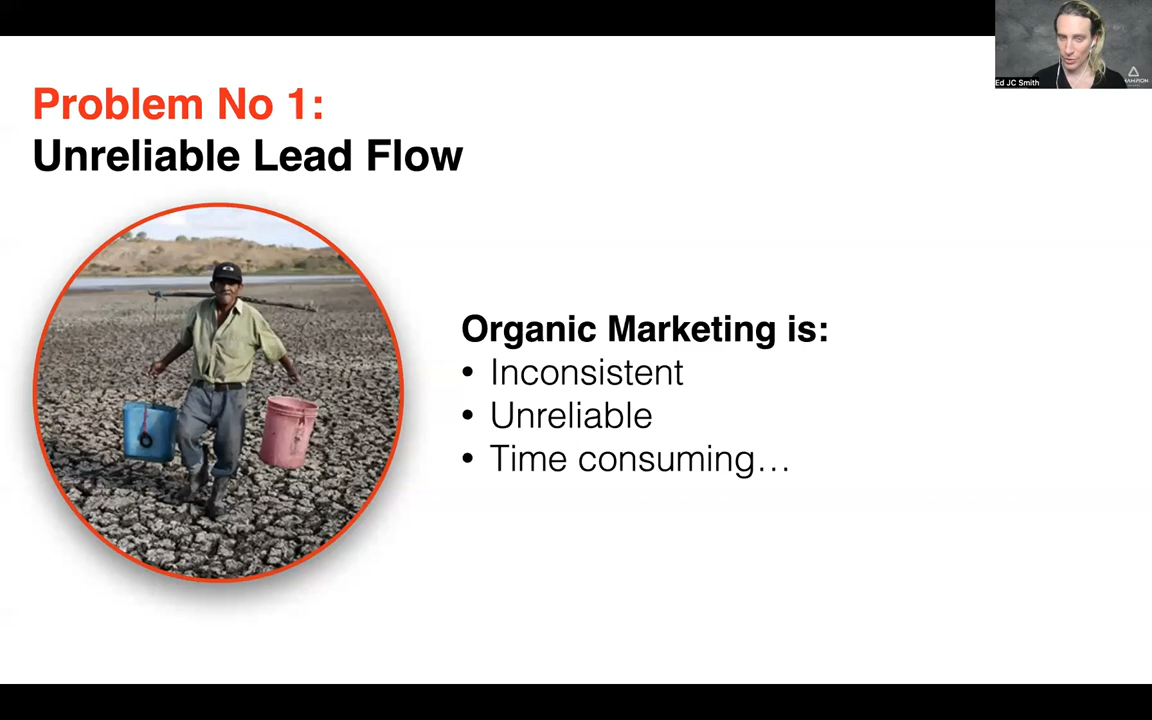 Problem No 1:
Unreliable Lead Flow
Organic Marketing is:
• Inconsistent
• Unreliable
• Time consuming…
Ed JC Smith